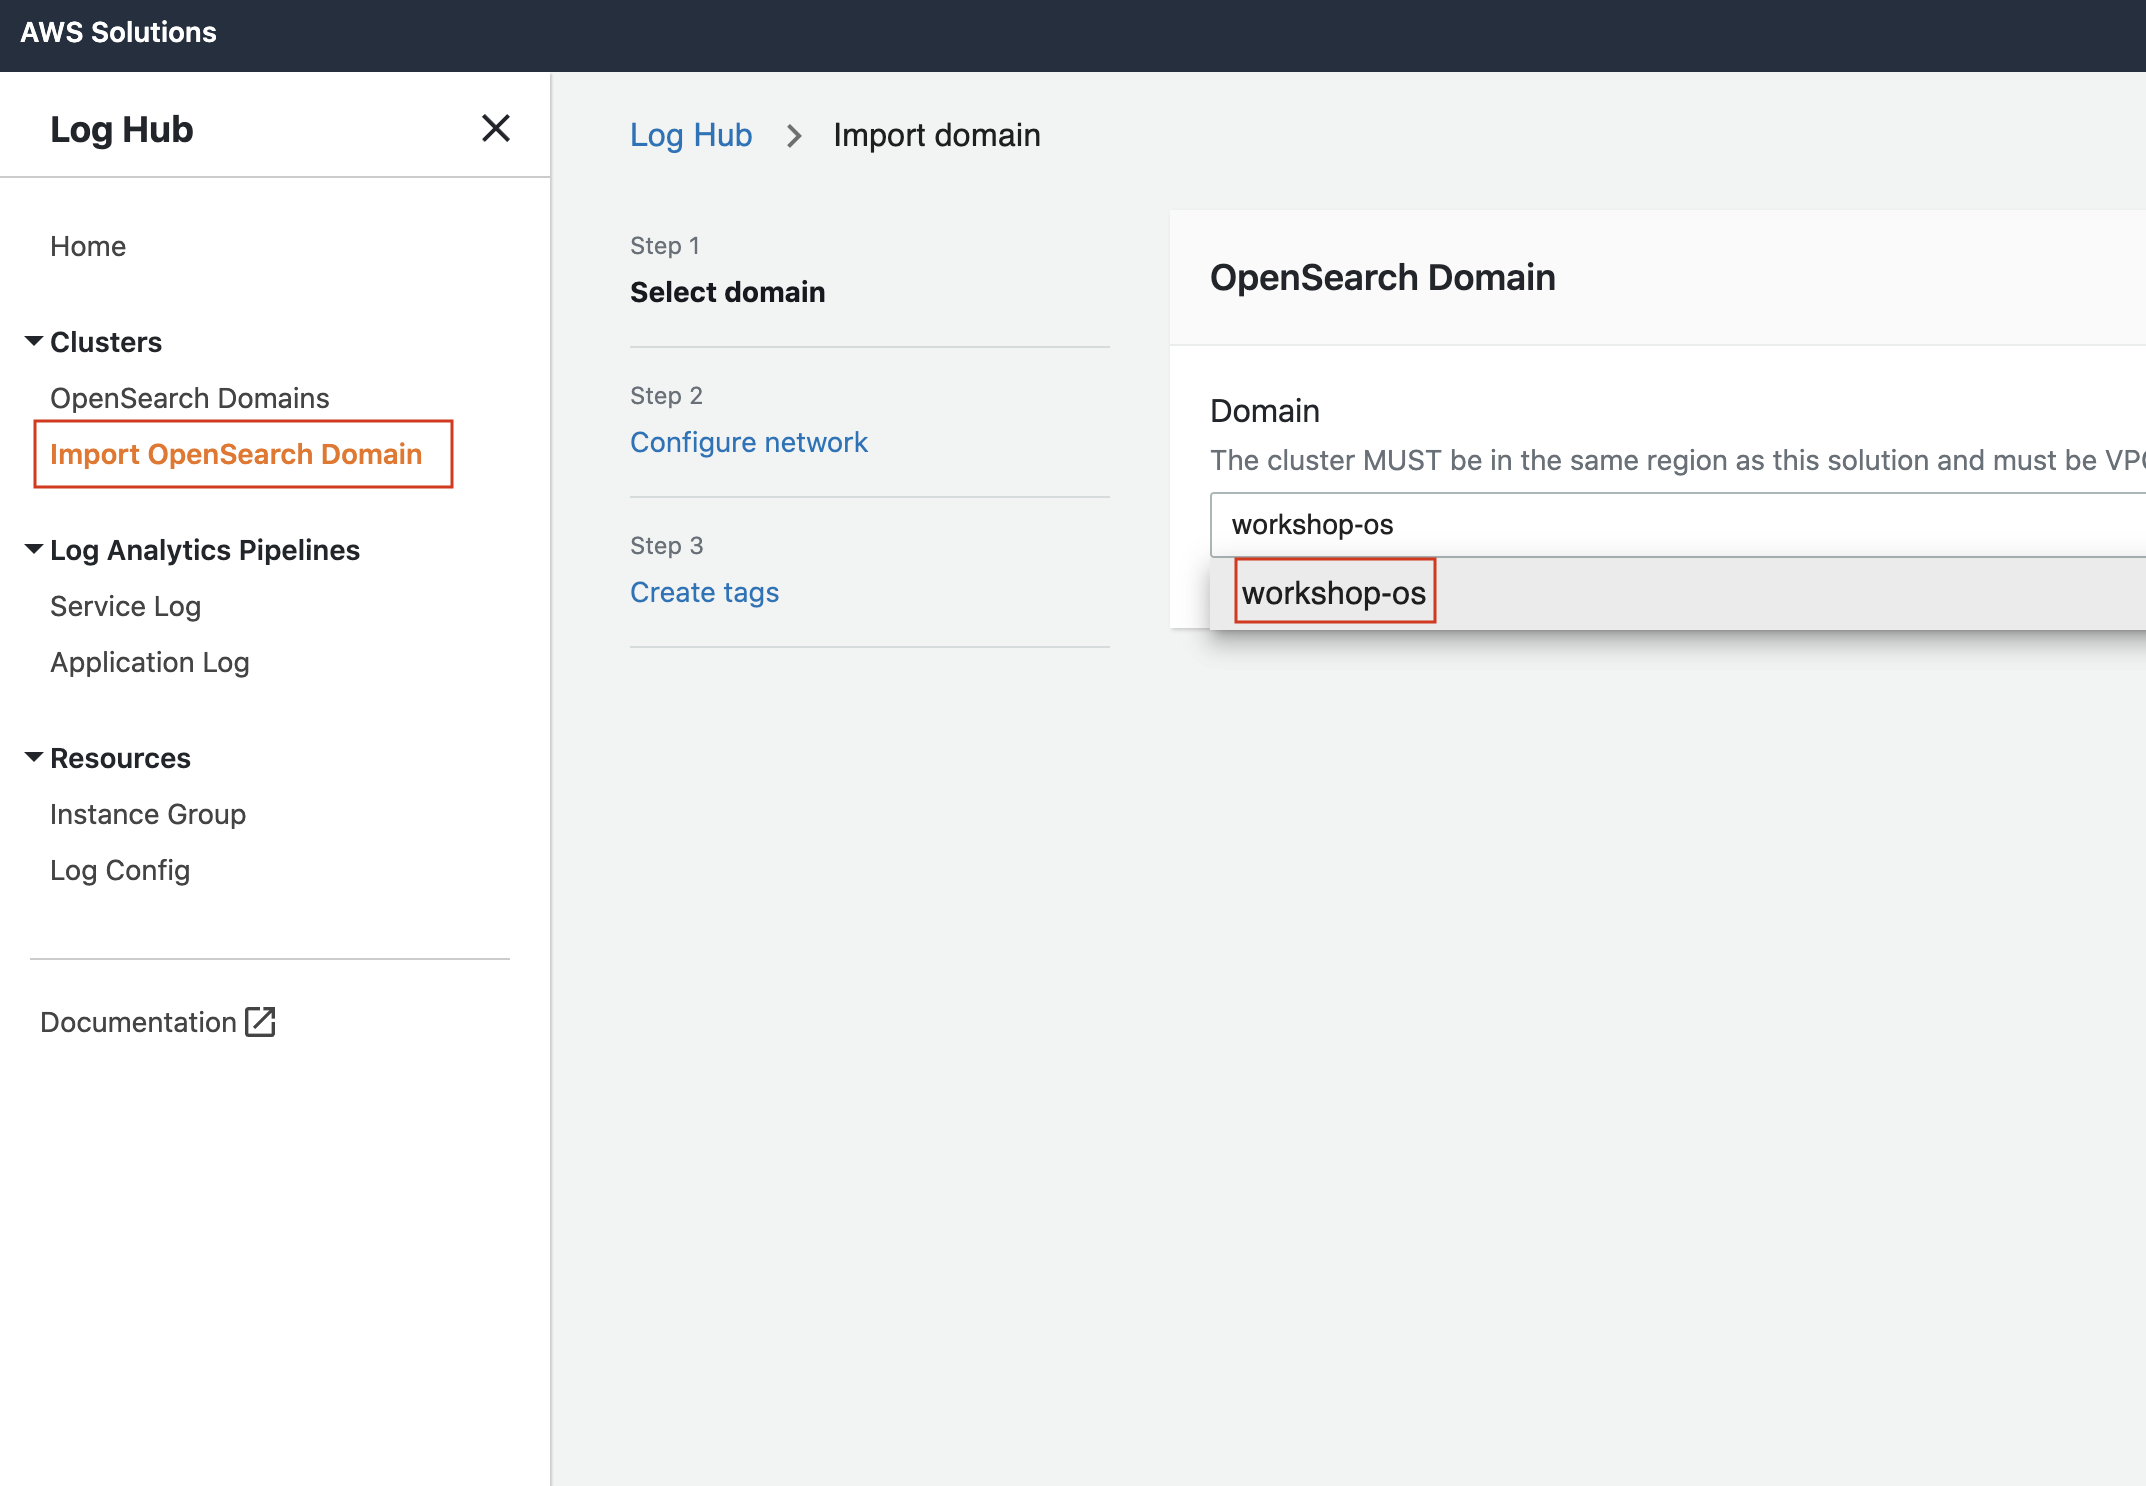 AWS Solutions
Log Hub
Home
Clusters
OpenSearch Domains
Import OpenSearch Domain
Log Analytics Pipelines
Service Log
Application Log
Resources
Instance Group
Log Config
Documentation
Log Hub > Import domain
Step 1
Select domain
Step 2
Configure network
Step 3
Create tags
OpenSearch Domain
Domain
The cluster MUST be in the same region as this solution and must be VPC
workshop-os
workshop-os